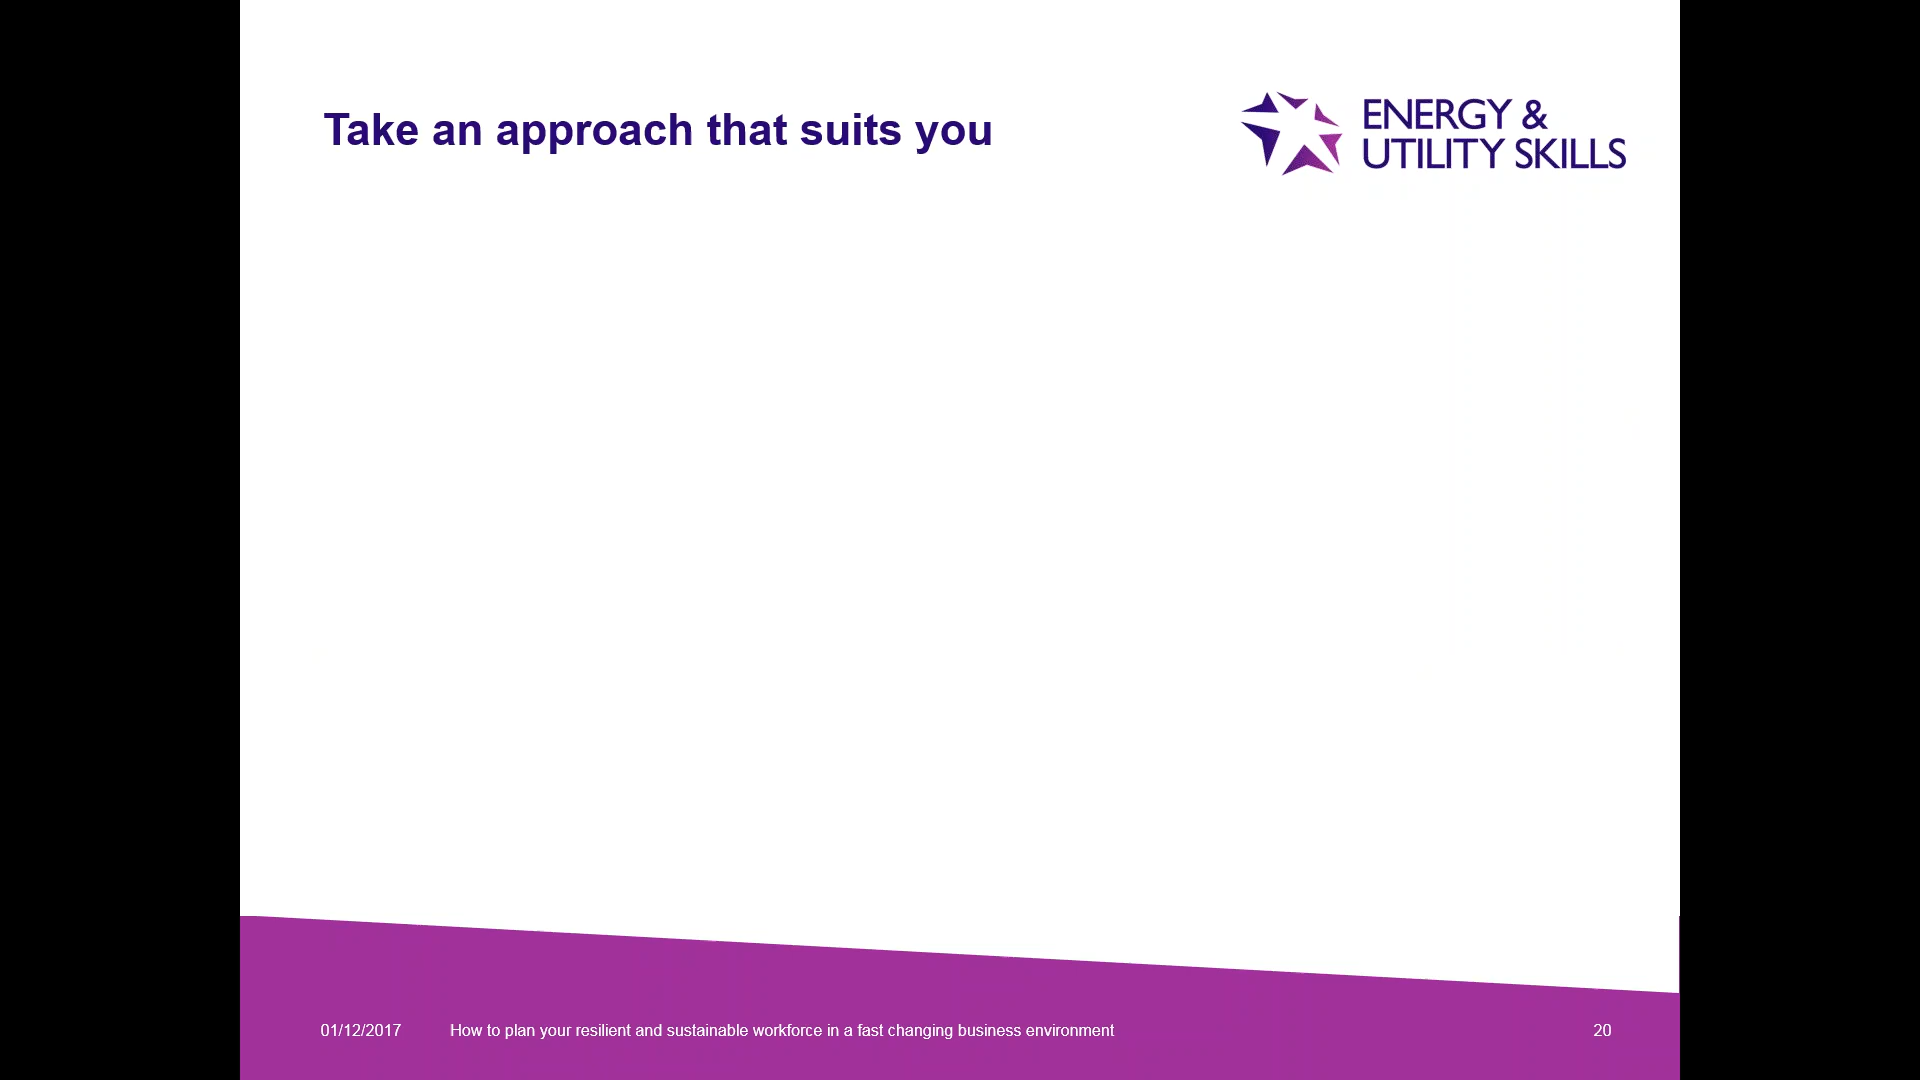 Take an approach that suits you
ENERGY &
UTILITY SKILLS
01/12/2017
How to plan your resilient and sustainable workforce in a fast changing business environment
20